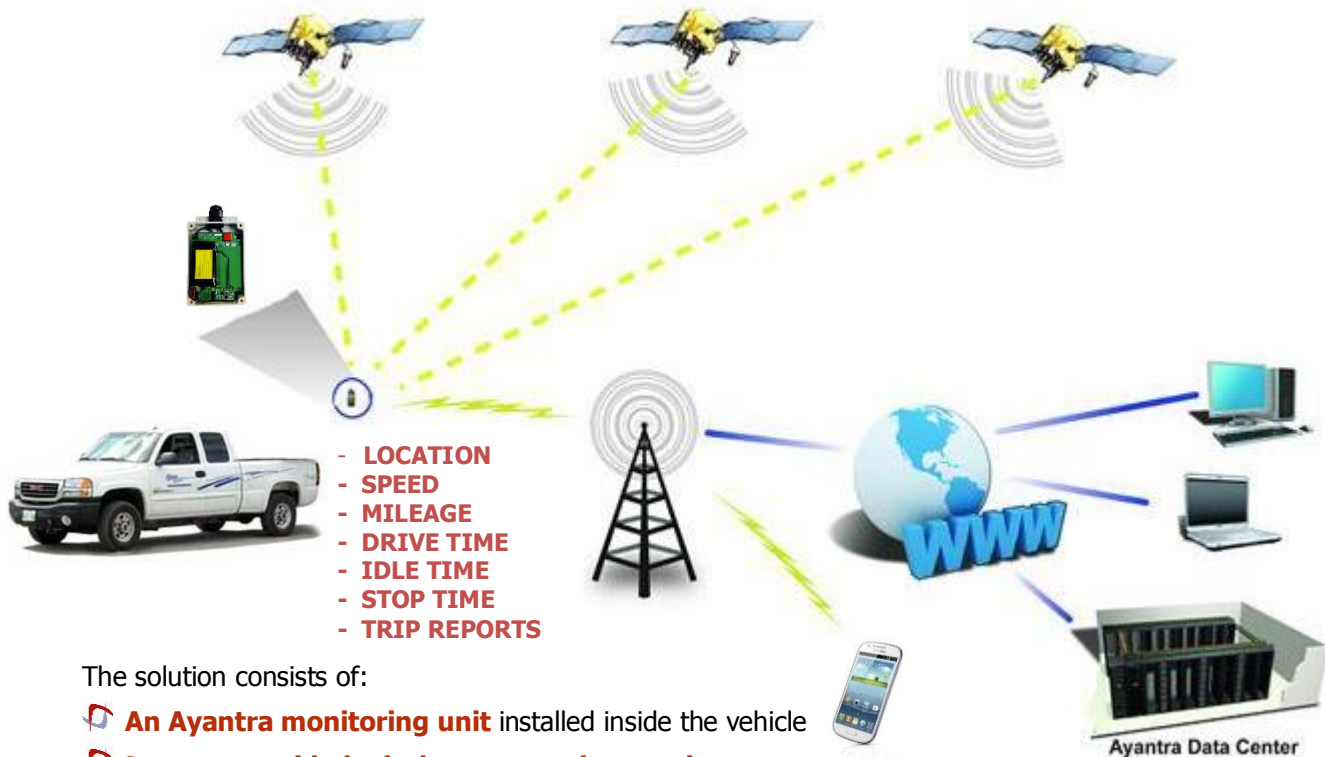 - LOCATION
- SPEED
- MILEAGE
- DRIVE TIME
- IDLE TIME
- STOP TIME
- TRIP REPORTS
WWW
The solution consists of:
An Ayantra monitoring unit installed inside the vehicle
Ayantra Data Center